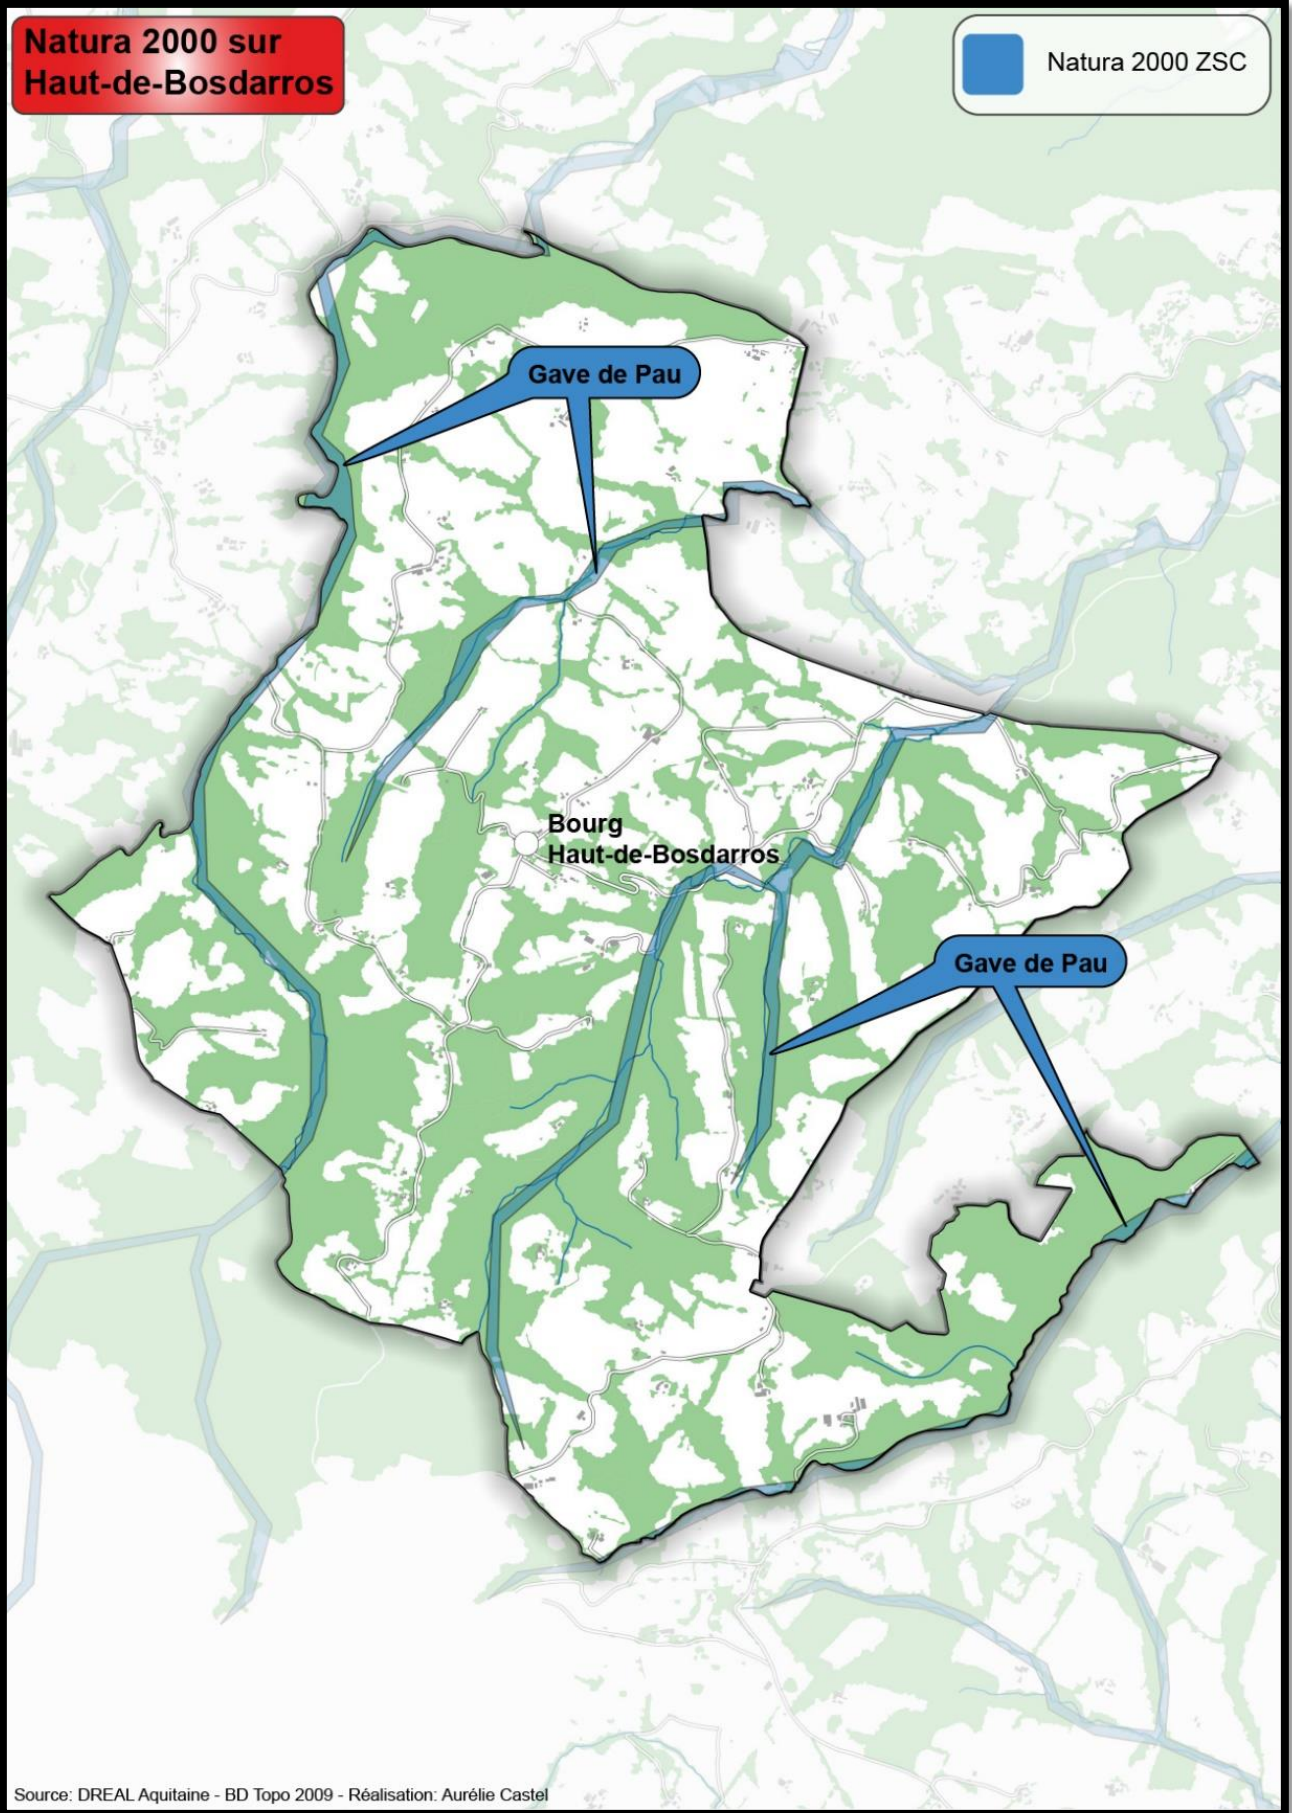 Natura 2000 sur
Haut-de-Bosdarros
Natura 2000 ZSC
Gave de Pau
Bourg
Haut-de-Bosdarros
Gave de Pau
Source: DREAL Aquitaine - BD Topo 2009 - Réalisation: Aurélie Castel